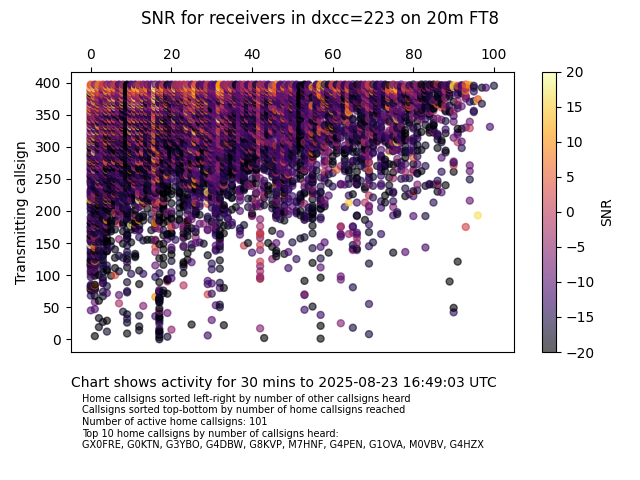 SNR for receivers in dxcc=223 on 20m FT8
0 20 40 60 80 100
400
350
300
250
200
150
100
50
0
Transmitting callsign
20
15
10
5
0
−5
−10
−15
−20
SNR
Chart shows activity for 30 mins to 2025-08-23 16:49:03 UTC
Home callsigns sorted left-right by number of other callsigns heard
Callsigns sorted top-bottom by number of home callsigns reached
Number of active home callsigns: 101
Top 10 home callsigns by number of callsigns heard:
GX0FRE, G0KTN, G3YBO, G4DBW, G8KVP, M7HNF, G4PEN, G1OVA, M0VBV, G4HZX